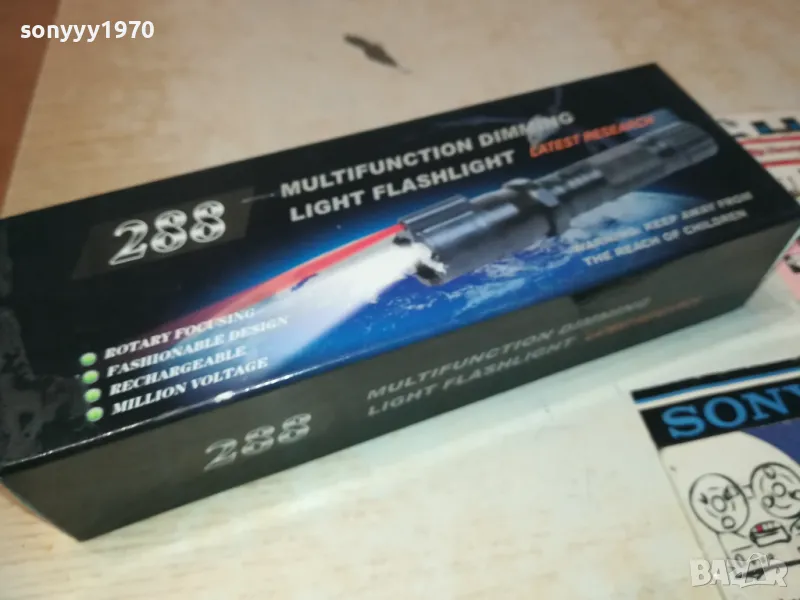 sonyyy1970
288
MULTIFUNCTION DIMMING
LIGHT FLASHLIGHT LATEST RESEARCH
WARNING: KEEP AWAY FROM
THE REACH OF CHILDREN
ROTARY FOCUSING
FASHIONABLE DESIGN
RECHARGEABLE
MILLION VOLTAGE
288
MULTIFUNCTION DIMMING
LIGHT FLASHLIGHT
SONY
BAZAR